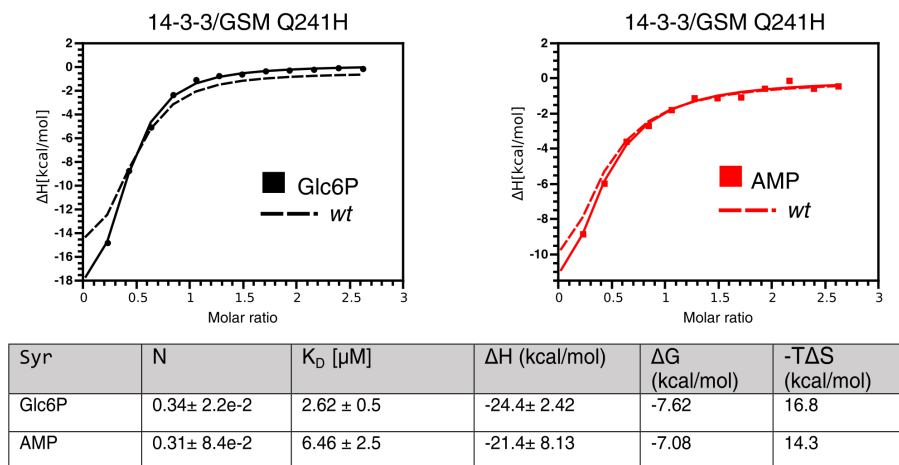 14-3-3/GSM Q241H
2
0
-2
-4
-6
-8
-10
-12
-14
-16
-18
ΔH[kcal/mol]
Glc6P
wt
0 0.5 1 1.5 2 2.5 3
Molar ratio
14-3-3/GSM Q241H
2
0
-2
-4
-6
-8
-10
ΔH[kcal/mol]
AMP
wt
0 0.5 1 1.5 2 2.5 3
Molar ratio
Syr N K_D [µM] ΔH (kcal/mol) ΔG (kcal/mol) -TΔS (kcal/mol)
Glc6P 0.34± 2.2e-2 2.62 ± 0.5 -24.4± 2.42 -7.62 16.8
AMP 0.31± 8.4e-2 6.46 ± 2.5 -21.4± 8.13 -7.08 14.3